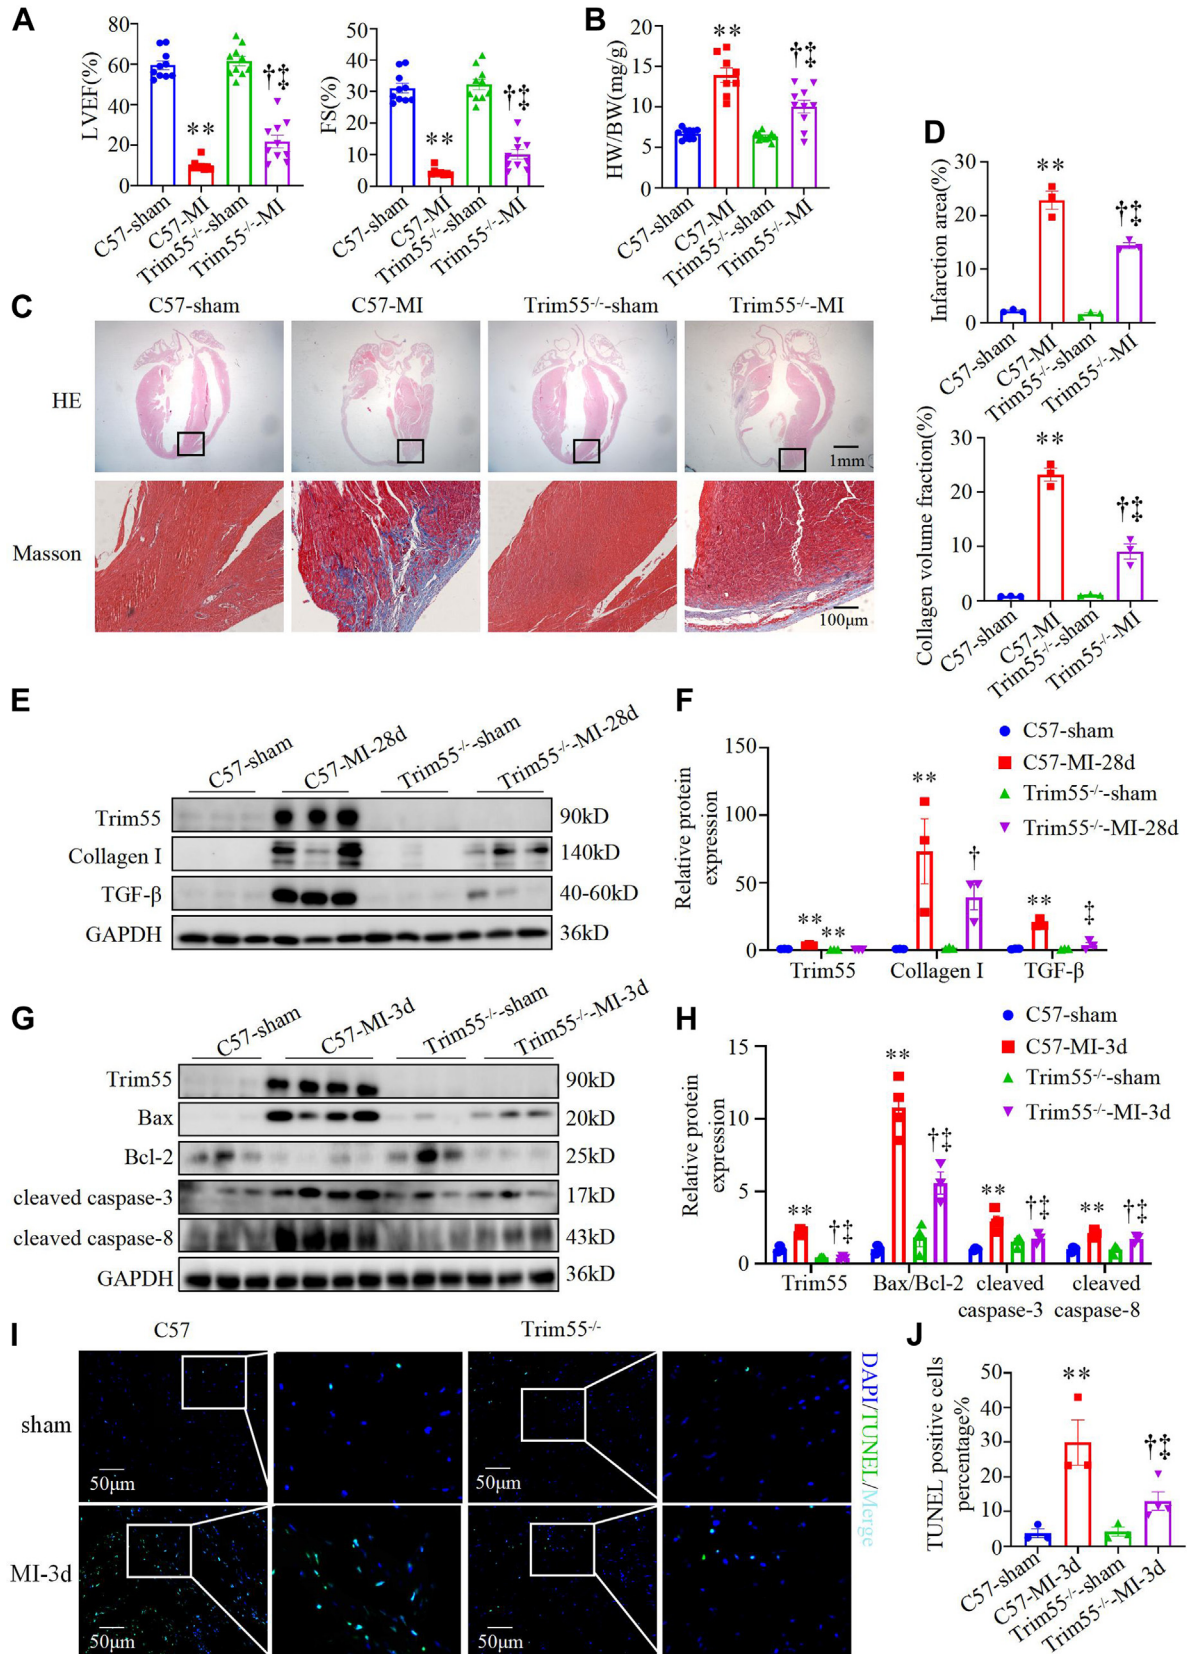 A
LVEF(%)
80
60
40
20
0
**
†‡
C57-sham
C57-MI
Trim55⁻/⁻-sham
Trim55⁻/⁻-MI
FS(%)
50
40
30
20
10
0
**
†‡
C57-sham
C57-MI
Trim55⁻/⁻-sham
Trim55⁻/⁻-MI
B
HW/BW(mg/g)
20
15
10
5
0
**
†‡
C57-sham
C57-MI
Trim55⁻/⁻-sham
Trim55⁻/⁻-MI
C
C57-sham
C57-MI
Trim55⁻/⁻-sham
Trim55⁻/⁻-MI
HE
1mm
Masson
100μm
D
Infarction area(%)
30
20
10
0
**
†‡
C57-sham
C57-MI
Trim55⁻/⁻-sham
Trim55⁻/⁻-MI
Collagen volume fraction(%)
30
20
10
0
**
†‡
C57-sham
C57-MI
Trim55⁻/⁻-sham
Trim55⁻/⁻-MI
E
C57-sham
C57-MI-28d
Trim55⁻/⁻-sham
Trim55⁻/⁻-MI-28d
Trim55
90kD
Collagen I
140kD
TGF-β
40-60kD
GAPDH
36kD
F
Relative protein
expression
150
100
50
0
** ** ** † ** ‡
Trim55
Collagen I
TGF-β
C57-sham
C57-MI-28d
Trim55⁻/⁻-sham
Trim55⁻/⁻-MI-28d
G
C57-sham
C57-MI-3d
Trim55⁻/⁻-sham
Trim55⁻/⁻-MI-3d
Trim55
90kD
Bax
20kD
Bcl-2
25kD
cleaved caspase-3
17kD
cleaved caspase-8
43kD
GAPDH
36kD
H
Relative protein
expression
15
10
5
0
** †‡ ** †‡ ** †‡ ** †‡
Trim55
Bax/Bcl-2
cleaved
caspase-3
cleaved
caspase-8
C57-sham
C57-MI-3d
Trim55⁻/⁻-sham
Trim55⁻/⁻-MI-3d
I
C57
Trim55⁻/⁻
sham
50μm
50μm
MI-3d
50μm
50μm
DAPI/TUNEL/Merge
J
TUNEL positive cells
percentage%
50
40
30
20
10
0
**
†‡
C57-sham
C57-MI-3d
Trim55⁻/⁻-sham
Trim55⁻/⁻-MI-3d